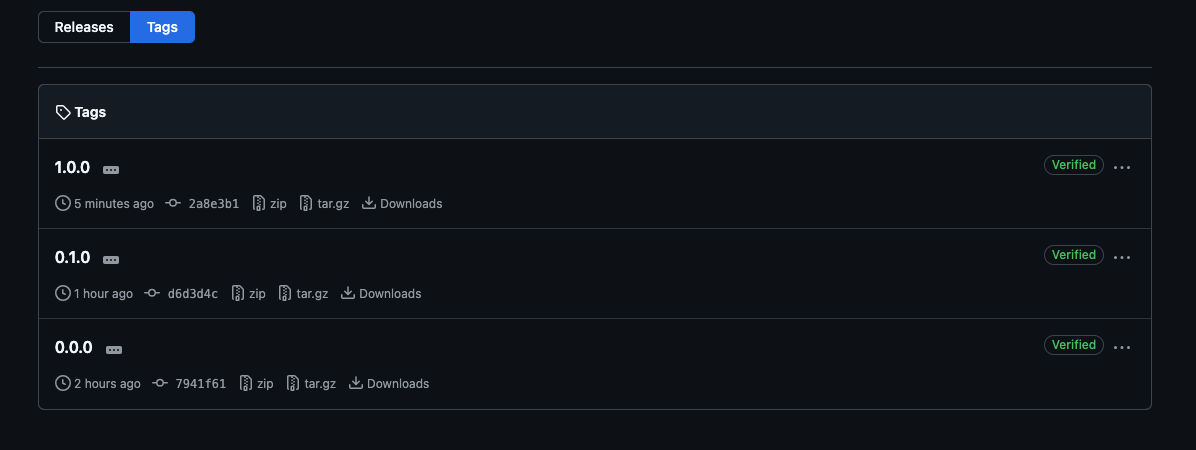 Releases Tags
Tags
1.0.0 Verified
5 minutes ago 2a8e3b1 zip tar.gz Downloads
0.1.0 Verified
1 hour ago d6d3d4c zip tar.gz Downloads
0.0.0 Verified
2 hours ago 7941f61 zip tar.gz Downloads